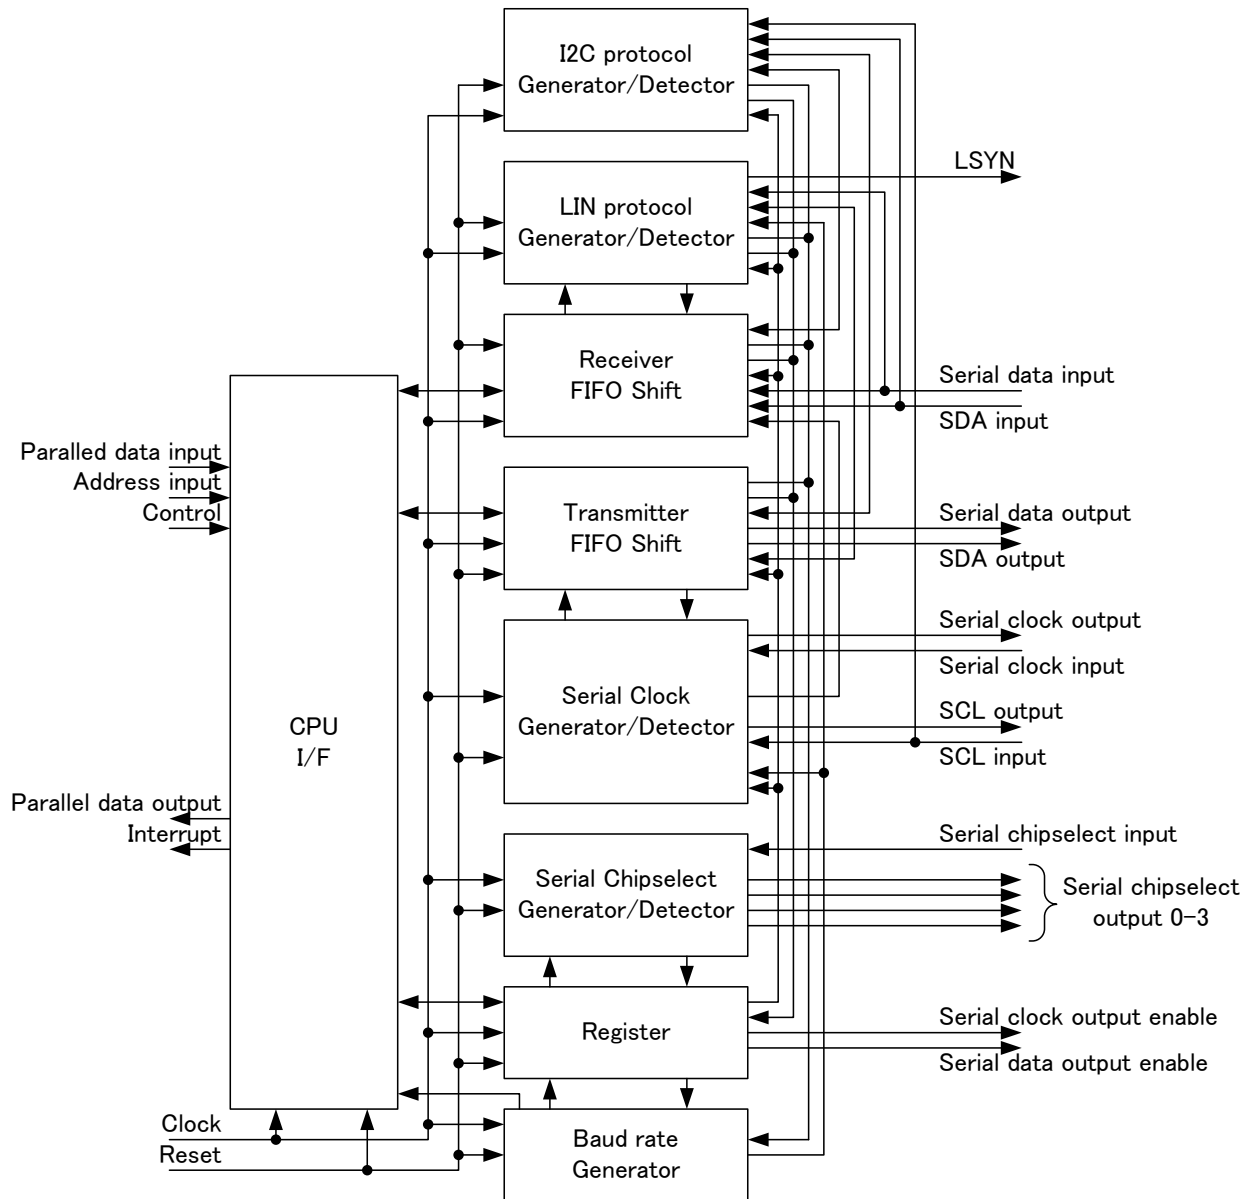 I2C protocol
Generator/Detector
LSYN
LIN protocol
Generator/Detector
Receiver
FIFO Shift
Serial data input
SDA input
Paralled data input
Address input
Control
Transmitter
FIFO Shift
Serial data output
SDA output
Serial clock output
Serial clock input
Serial Clock
Generator/Detector
SCL output
SCL input
CPU
I/F
Parallel data output
Interrupt
Serial chipselect input
Serial Chipselect
Generator/Detector
Serial chipselect
output 0-3
Register
Serial clock output enable
Serial data output enable
Clock
Reset
Baud rate
Generator